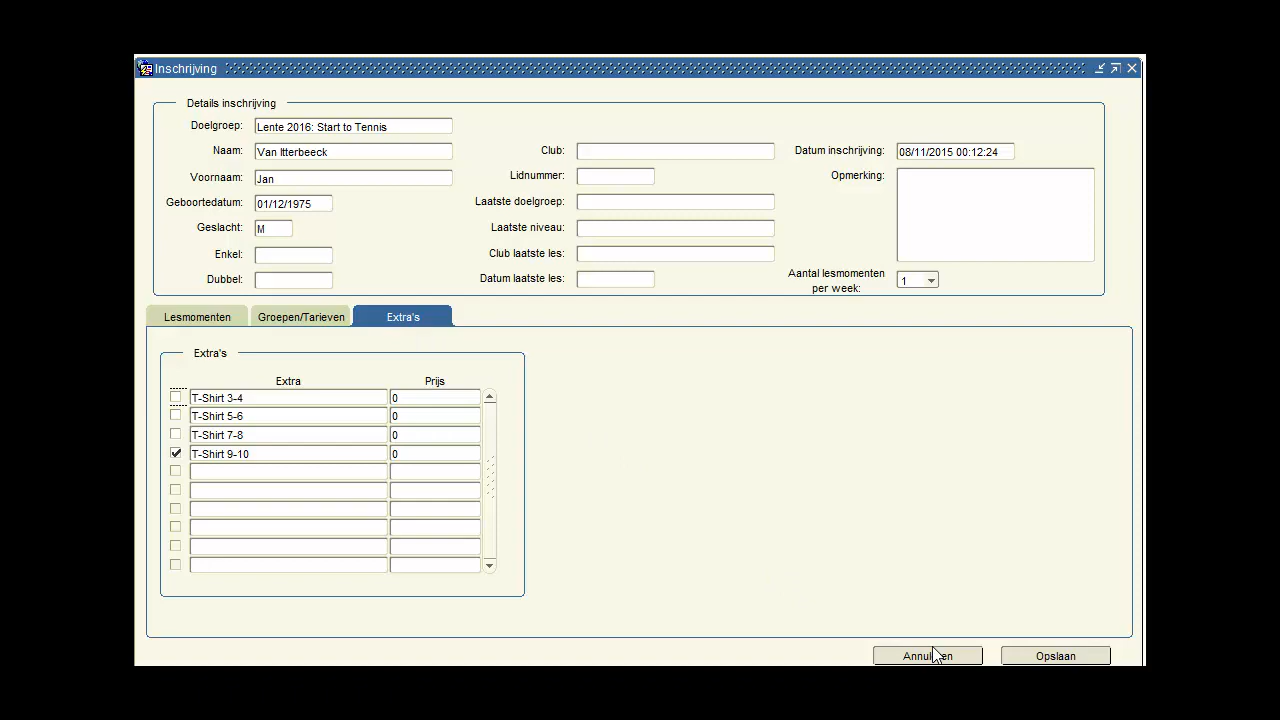 Inschrijving
Details inschrijving
Doelgroep: Lente 2016: Start to Tennis
Naam: Van Itterbeeck
Voornaam: Jan
Geboortedatum: 01/12/1975
Geslacht: M
Enkel:
Dubbel:
Club:
Lidnummer:
Laatste doelgroep:
Laatste niveau:
Club laatste les:
Datum laatste les:
Datum inschrijving: 08/11/2015 00:12:24
Opmerking:
Aantal lesmomenten
per week: 1
Lesmomenten Groepen/Tarieven Extra's
Extra's
Extra Prijs
T-Shirt 3-4 0
T-Shirt 5-6 0
T-Shirt 7-8 0
T-Shirt 9-10 0
Annuleren Opslaan